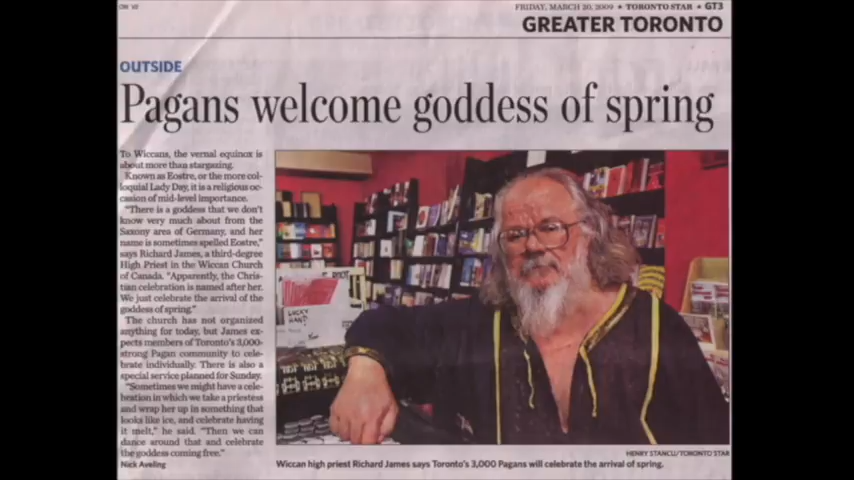 FRIDAY, MARCH 20, 2009 ★ TORONTO STAR ★ GT3
GREATER TORONTO
OUTSIDE
Pagans welcome goddess of spring
To Wiccans, the vernal equinox is
about more than stargazing.
Known as Eostre, or the more col-
loquial Lady Day, it is a religious oc-
casion of mid-level importance.
"There is a goddess that we don't
know very much about from the
Saxony area of Germany, and her
name is sometimes spelled Eostre,"
says Richard James, a third-degree
High Priest in the Wiccan Church
of Canada. "Apparently, the Chris-
tian celebration is named after her.
We just celebrate the arrival of the
goddess of spring."
The church has not organized
anything for today, but James ex-
pects members of Toronto's 3,000-
strong Pagan community to cele-
brate individually. There is also a
special service planned for Sunday.
"Sometimes we might have a cele-
bration in which we take a priestess
and wrap her up in something that
looks like ice, and celebrate having
it melt," he said. "Then we can
dance around that and celebrate
the goddess coming free."
Nick Aveling
LUCKY
HAND
HENRY STANCU/TORONTO STAR
Wiccan high priest Richard James says Toronto's 3,000 Pagans will celebrate the arrival of spring.